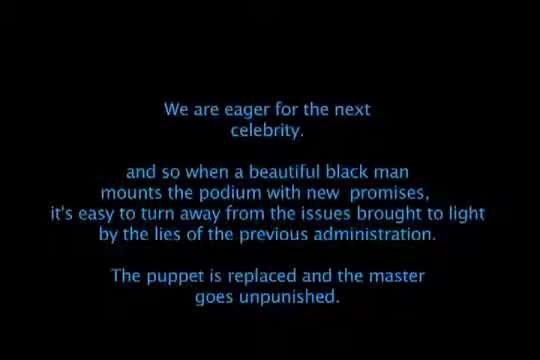 We are eager for the next
celebrity.
and so when a beautiful black man
mounts the podium with new promises,
it's easy to turn away from the issues brought to light
by the lies of the previous administration.
The puppet is replaced and the master
goes unpunished.